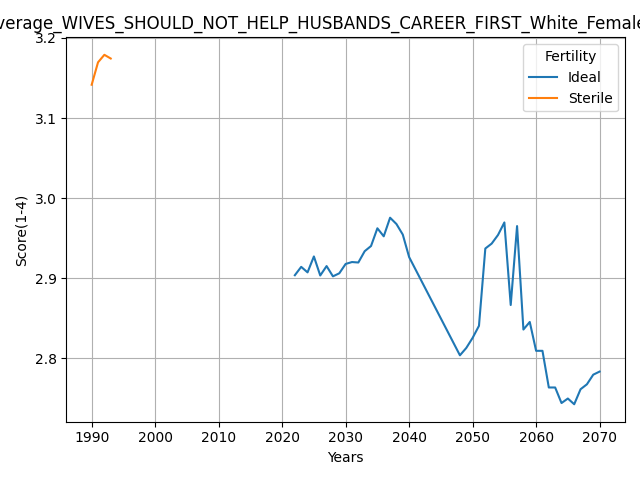 verage_WIVES_SHOULD_NOT_HELP_HUSBANDS_CAREER_FIRST_White_Female
Fertility
Ideal
Sterile
Score(1-4)
3.2
3.1
3.0
2.9
2.8
1990 2000 2010 2020 2030 2040 2050 2060 2070
Years